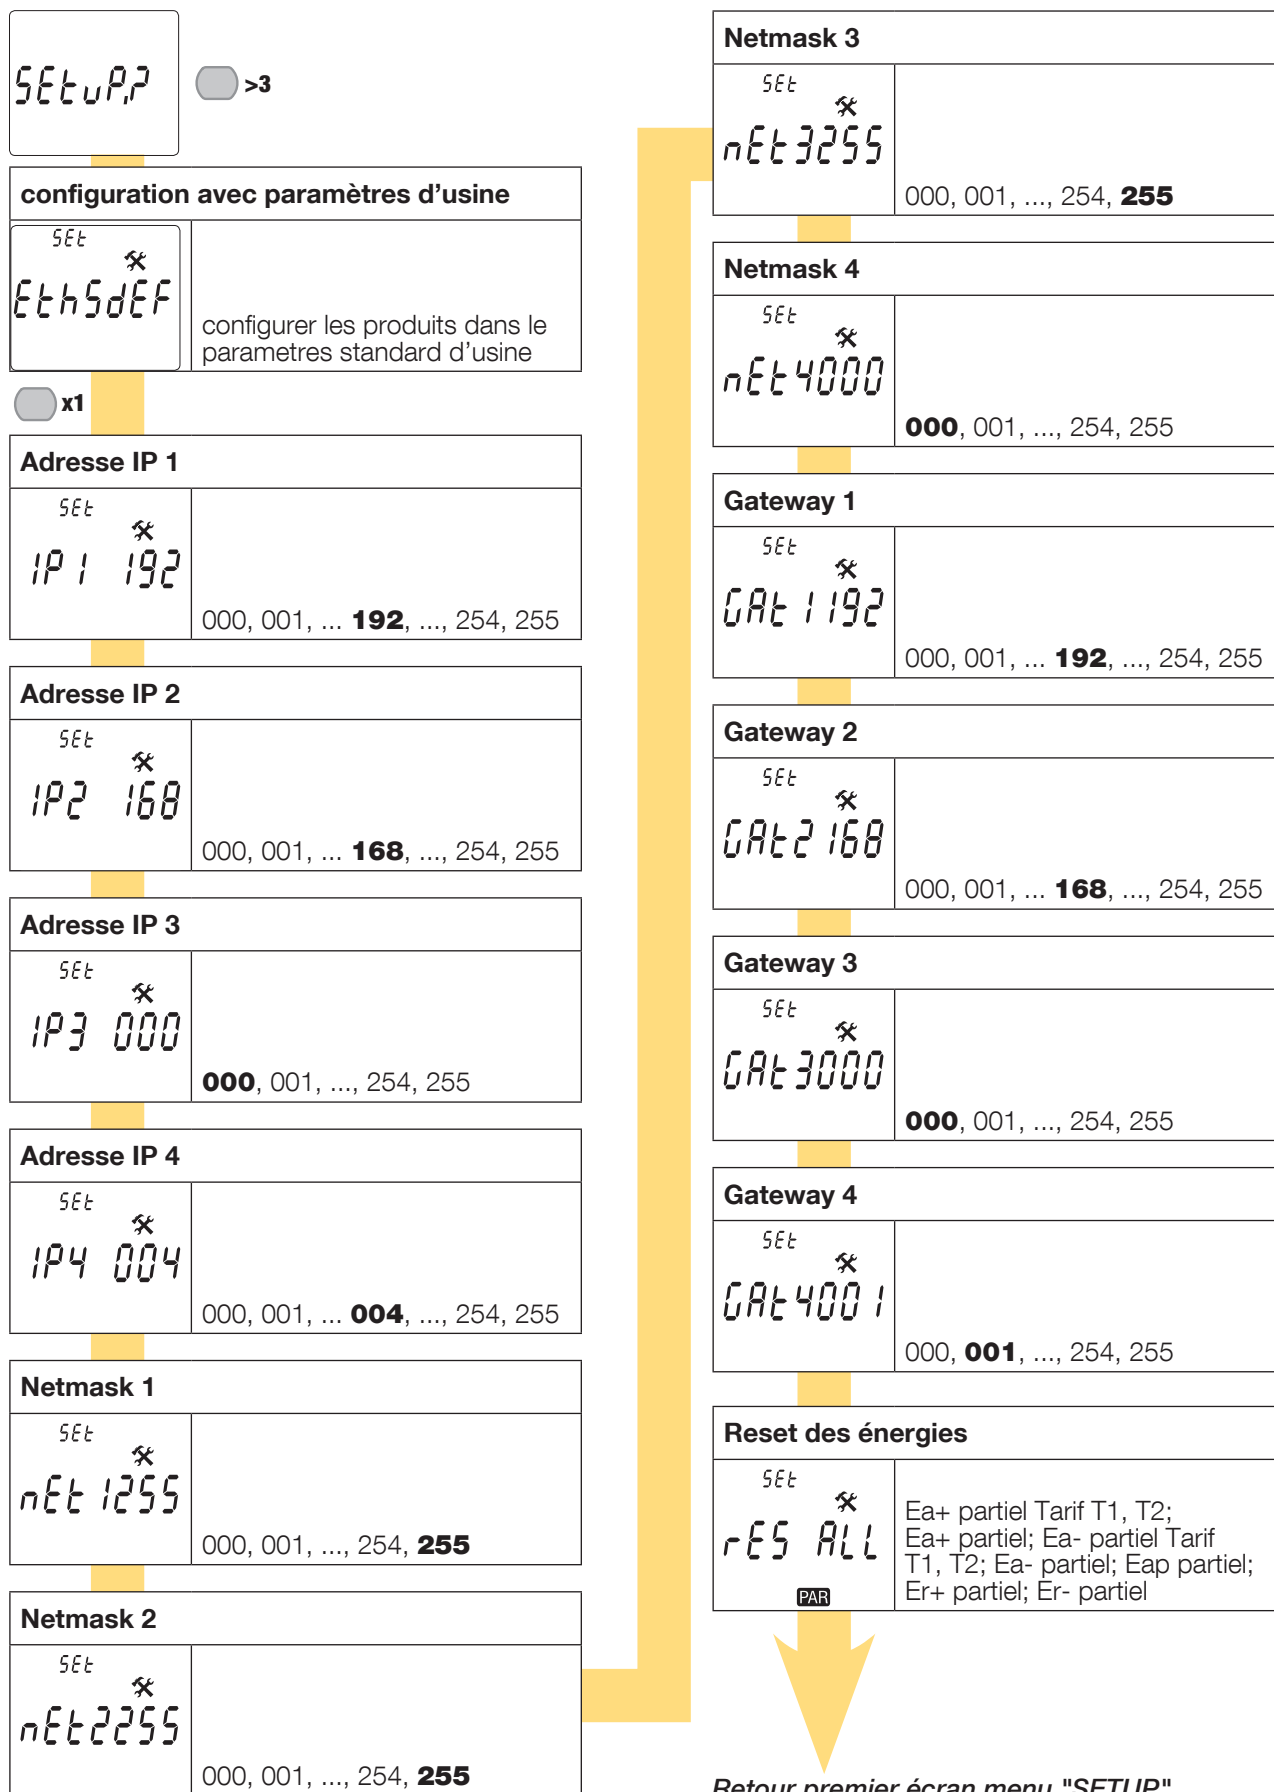 SEtuP,?
>3
configuration avec paramètres d’usine
SEt
EthSdEF
configurer les produits dans le
parametres standard d’usine
x1
Adresse IP 1
SEt
IP1 192
000, 001, ... 192, ..., 254, 255
Adresse IP 2
SEt
IP2 168
000, 001, ... 168, ..., 254, 255
Adresse IP 3
SEt
IP3 000
000, 001, ..., 254, 255
Adresse IP 4
SEt
IP4 004
000, 001, ... 004, ..., 254, 255
Netmask 1
SEt
nEt1255
000, 001, ..., 254, 255
Netmask 2
SEt
nEt2255
000, 001, ..., 254, 255
Netmask 3
SEt
nEt3255
000, 001, ..., 254, 255
Netmask 4
SEt
nEt4000
000, 001, ..., 254, 255
Gateway 1
SEt
GAt1192
000, 001, ... 192, ..., 254, 255
Gateway 2
SEt
GAt2168
000, 001, ... 168, ..., 254, 255
Gateway 3
SEt
GAt3000
000, 001, ..., 254, 255
Gateway 4
SEt
GAt4001
000, 001, ..., 254, 255
Reset des énergies
SEt
rES ALL
PAR
Ea+ partiel Tarif T1, T2;
Ea+ partiel; Ea- partiel Tarif
T1, T2; Ea- partiel; Eap partiel;
Er+ partiel; Er- partiel
Retour premier écran menu "SETUP"